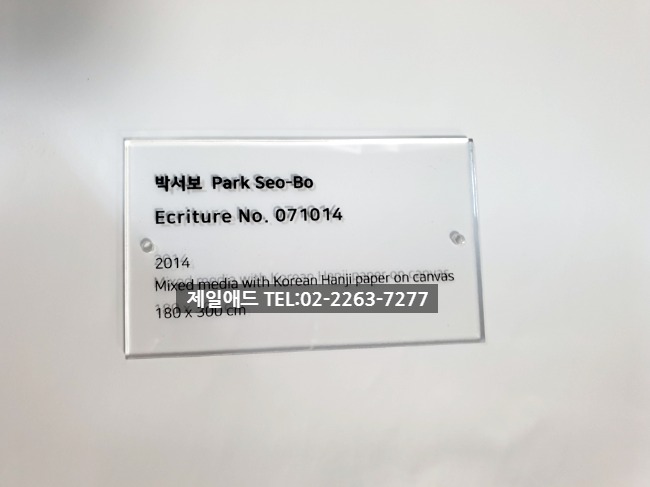 박서보 Park Seo-Bo
Ecriture No. 071014
2014
Mixed media with Korean Hanji paper on canvas
제일애드 TEL:02-2263-7277
180 x 300 cm